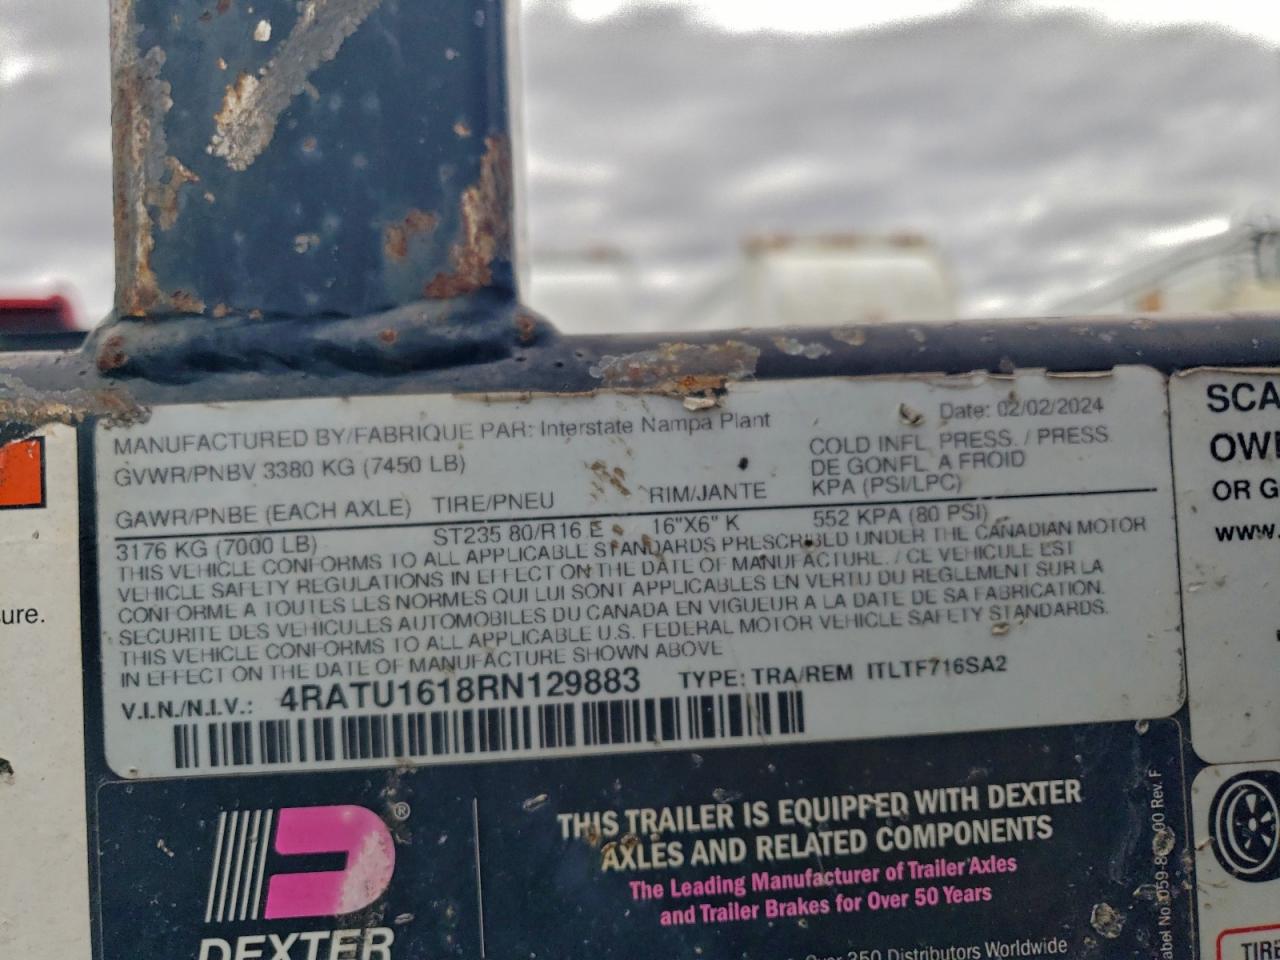 MANUFACTURED BY/FABRIQUE PAR: Interstate Nampa Plant
Date: 02/02/2024
GVWR/PNBV 3380 KG (7450 LB)
COLD INFL. PRESS. / PRESS.
DE GONFL. A FROID
KPA (PSI/LPC)
GAWR/PNBE (EACH AXLE) TIRE/PNEU RIM/JANTE
3176 KG (7000 LB) ST235 80/R16 E 16"X6" K 552 KPA (80 PSI)
THIS VEHICLE CONFORMS TO ALL APPLICABLE STANDARDS PRESCRIBED UNDER THE CANADIAN MOTOR
VEHICLE SAFETY REGULATIONS IN EFFECT ON THE DATE OF MANUFACTURE. / CE VEHICULE EST
CONFORME A TOUTES LES NORMES QUI LUI SONT APPLICABLES EN VERTU DU REGLEMENT SUR LA
SECURITE DES VEHICULES AUTOMOBILES DU CANADA EN VIGUEUR A LA DATE DE SA FABRICATION.
THIS VEHICLE CONFORMS TO ALL APPLICABLE U.S. FEDERAL MOTOR VEHICLE SAFETY STANDARDS.
IN EFFECT ON THE DATE OF MANUFACTURE SHOWN ABOVE
V.I.N./N.I.V.: 4RATU1618RN129883 TYPE: TRA/REM ITLTF716SA2
DEXTER
®
THIS TRAILER IS EQUIPPED WITH DEXTER
AXLES AND RELATED COMPONENTS
The Leading Manufacturer of Trailer Axles
and Trailer Brakes for Over 50 Years
Over 350 Distributors Worldwide
00 Rev. F
SCA
OW
OR G
www.
ure.
TIRE